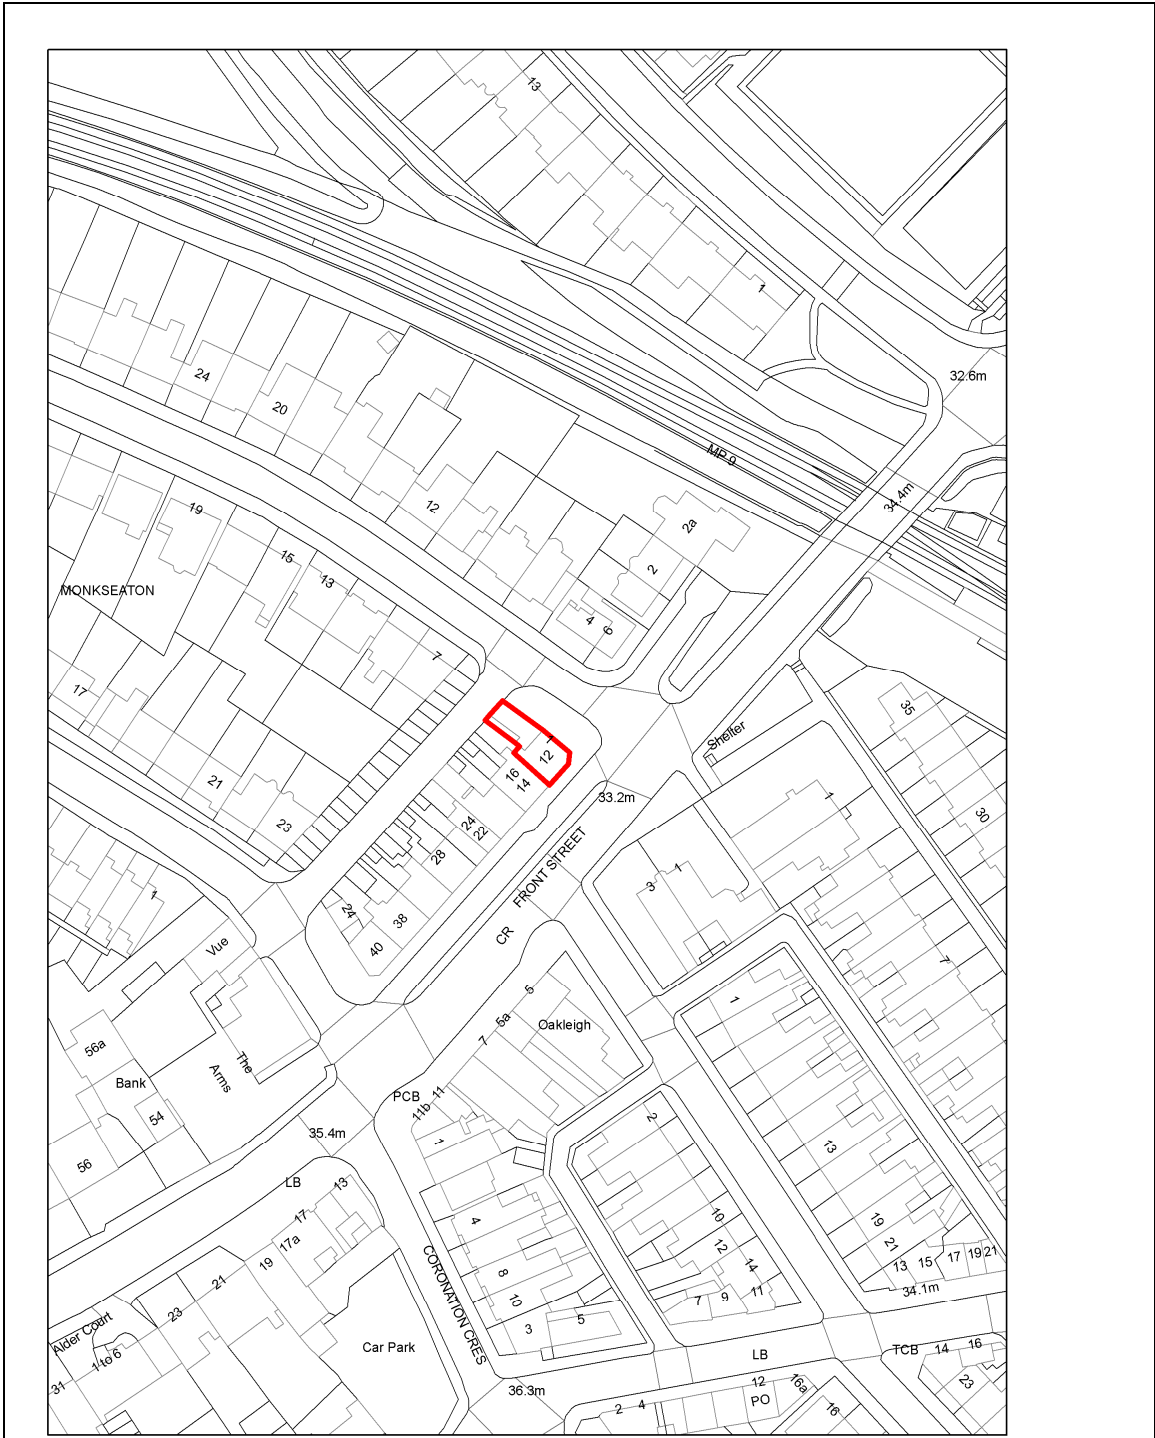 13
1
24
20
32.6m
MP 9
34.4m
12
19
2a
15
13
2
MONKSEATON
4
6
7
17
35
Shelter
1
12
16
14
21
33.2m
1
30
23
24
22
FRONT STREET
28
3
1
1
24
38
CR
Vue
40
7
5
1
5a
Oakleigh
56a
7
The
Arms
Bank
PCB
11
11b
54
2
35.4m
1
13
56
LB
13
17
4
10
19
17a
12
21
19
14
13
15
17
19
21
21
8
CORONATION CRES
10
7
9
11
34.1m
23
3
5
Alder Court
Car Park
1 to 6
LB
TCB
14
16
31
36.3m
12
16a
23
2
4
PO
16